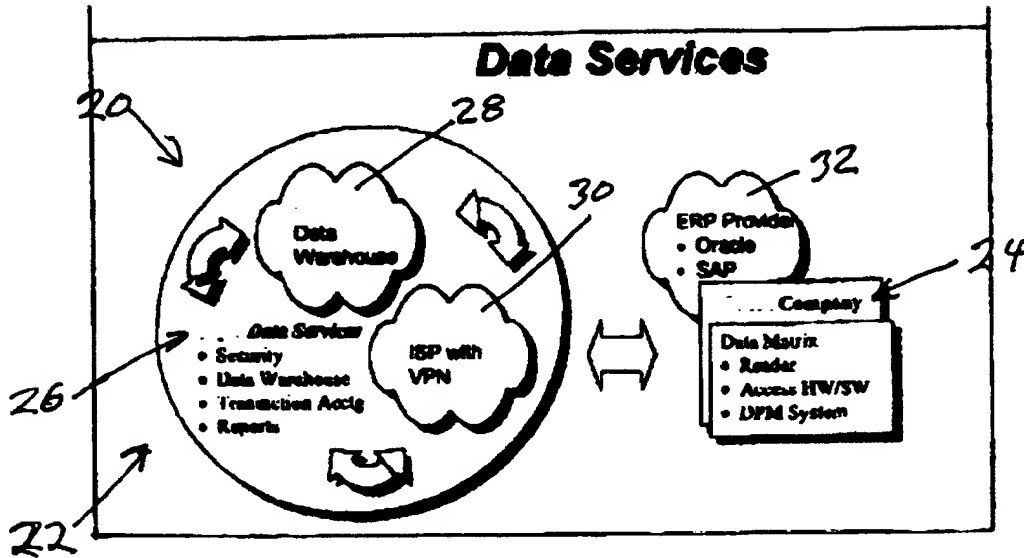 Data Services
20
28
30
32
24
26
22
Data
Warehouse
ISP with
VPN
Data Services
• Security
• Data Warehouse
• Transaction Acctg
• Reports
ERP Provider
• Oracle
• SAP
Company
Data Matrix
• Reader
• Access HW/SW
• DPM System